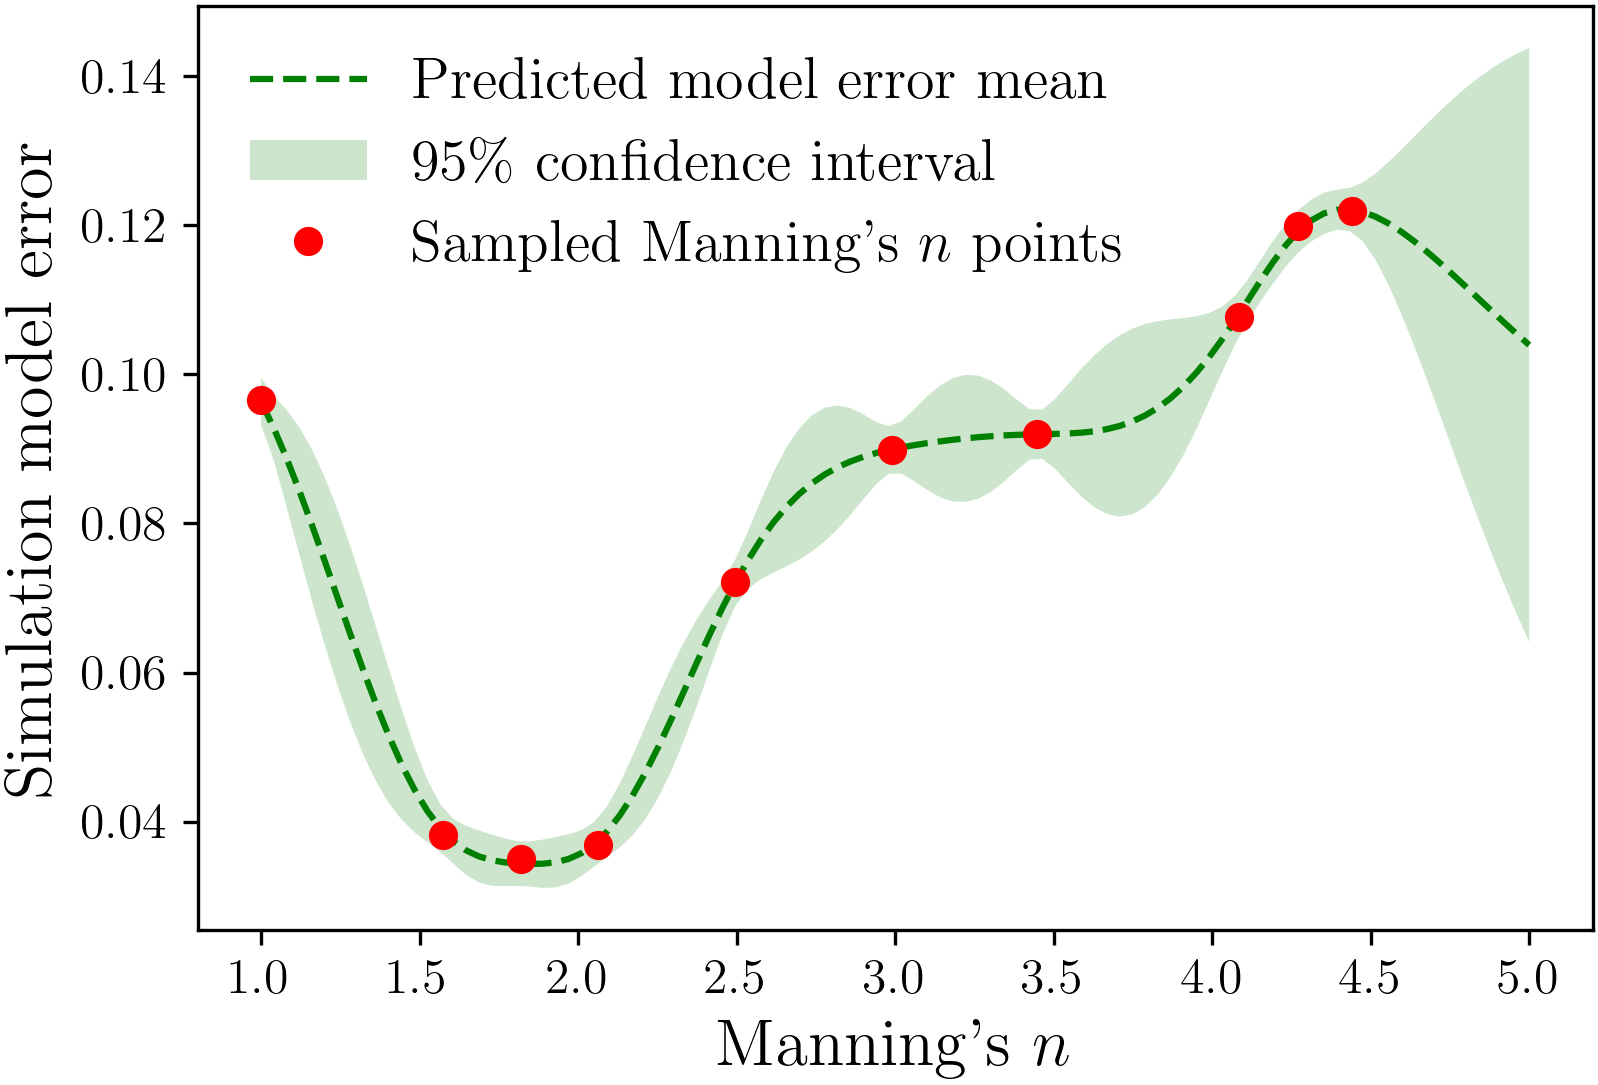 Predicted model error mean
95% confidence interval
Sampled Manning's n points
Simulation model error
0.14
0.12
0.10
0.08
0.06
0.04
1.0 1.5 2.0 2.5 3.0 3.5 4.0 4.5 5.0
Manning's n